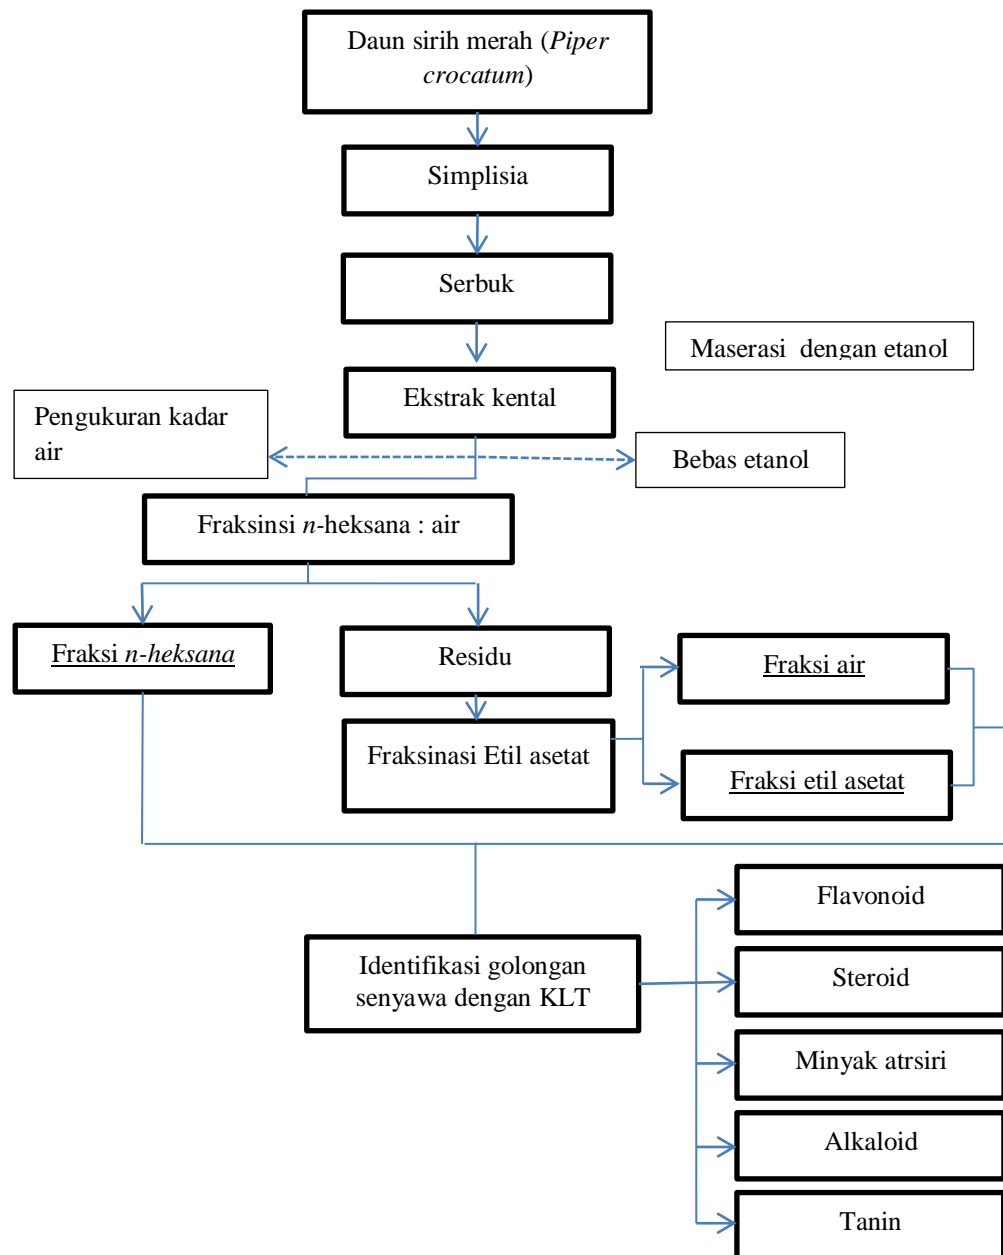 Daun sirih merah (Piper
crocatum)
Simplisia
Serbuk
Maserasi dengan etanol
Ekstrak kental
Pengukuran kadar
air
Bebas etanol
Fraksinsi n-heksana : air
Fraksi n-heksana
Residu
Fraksi air
Fraksinasi Etil asetat
Fraksi etil asetat
Flavonoid
Identifikasi golongan
senyawa dengan KLT
Steroid
Minyak atrsiri
Alkaloid
Tanin